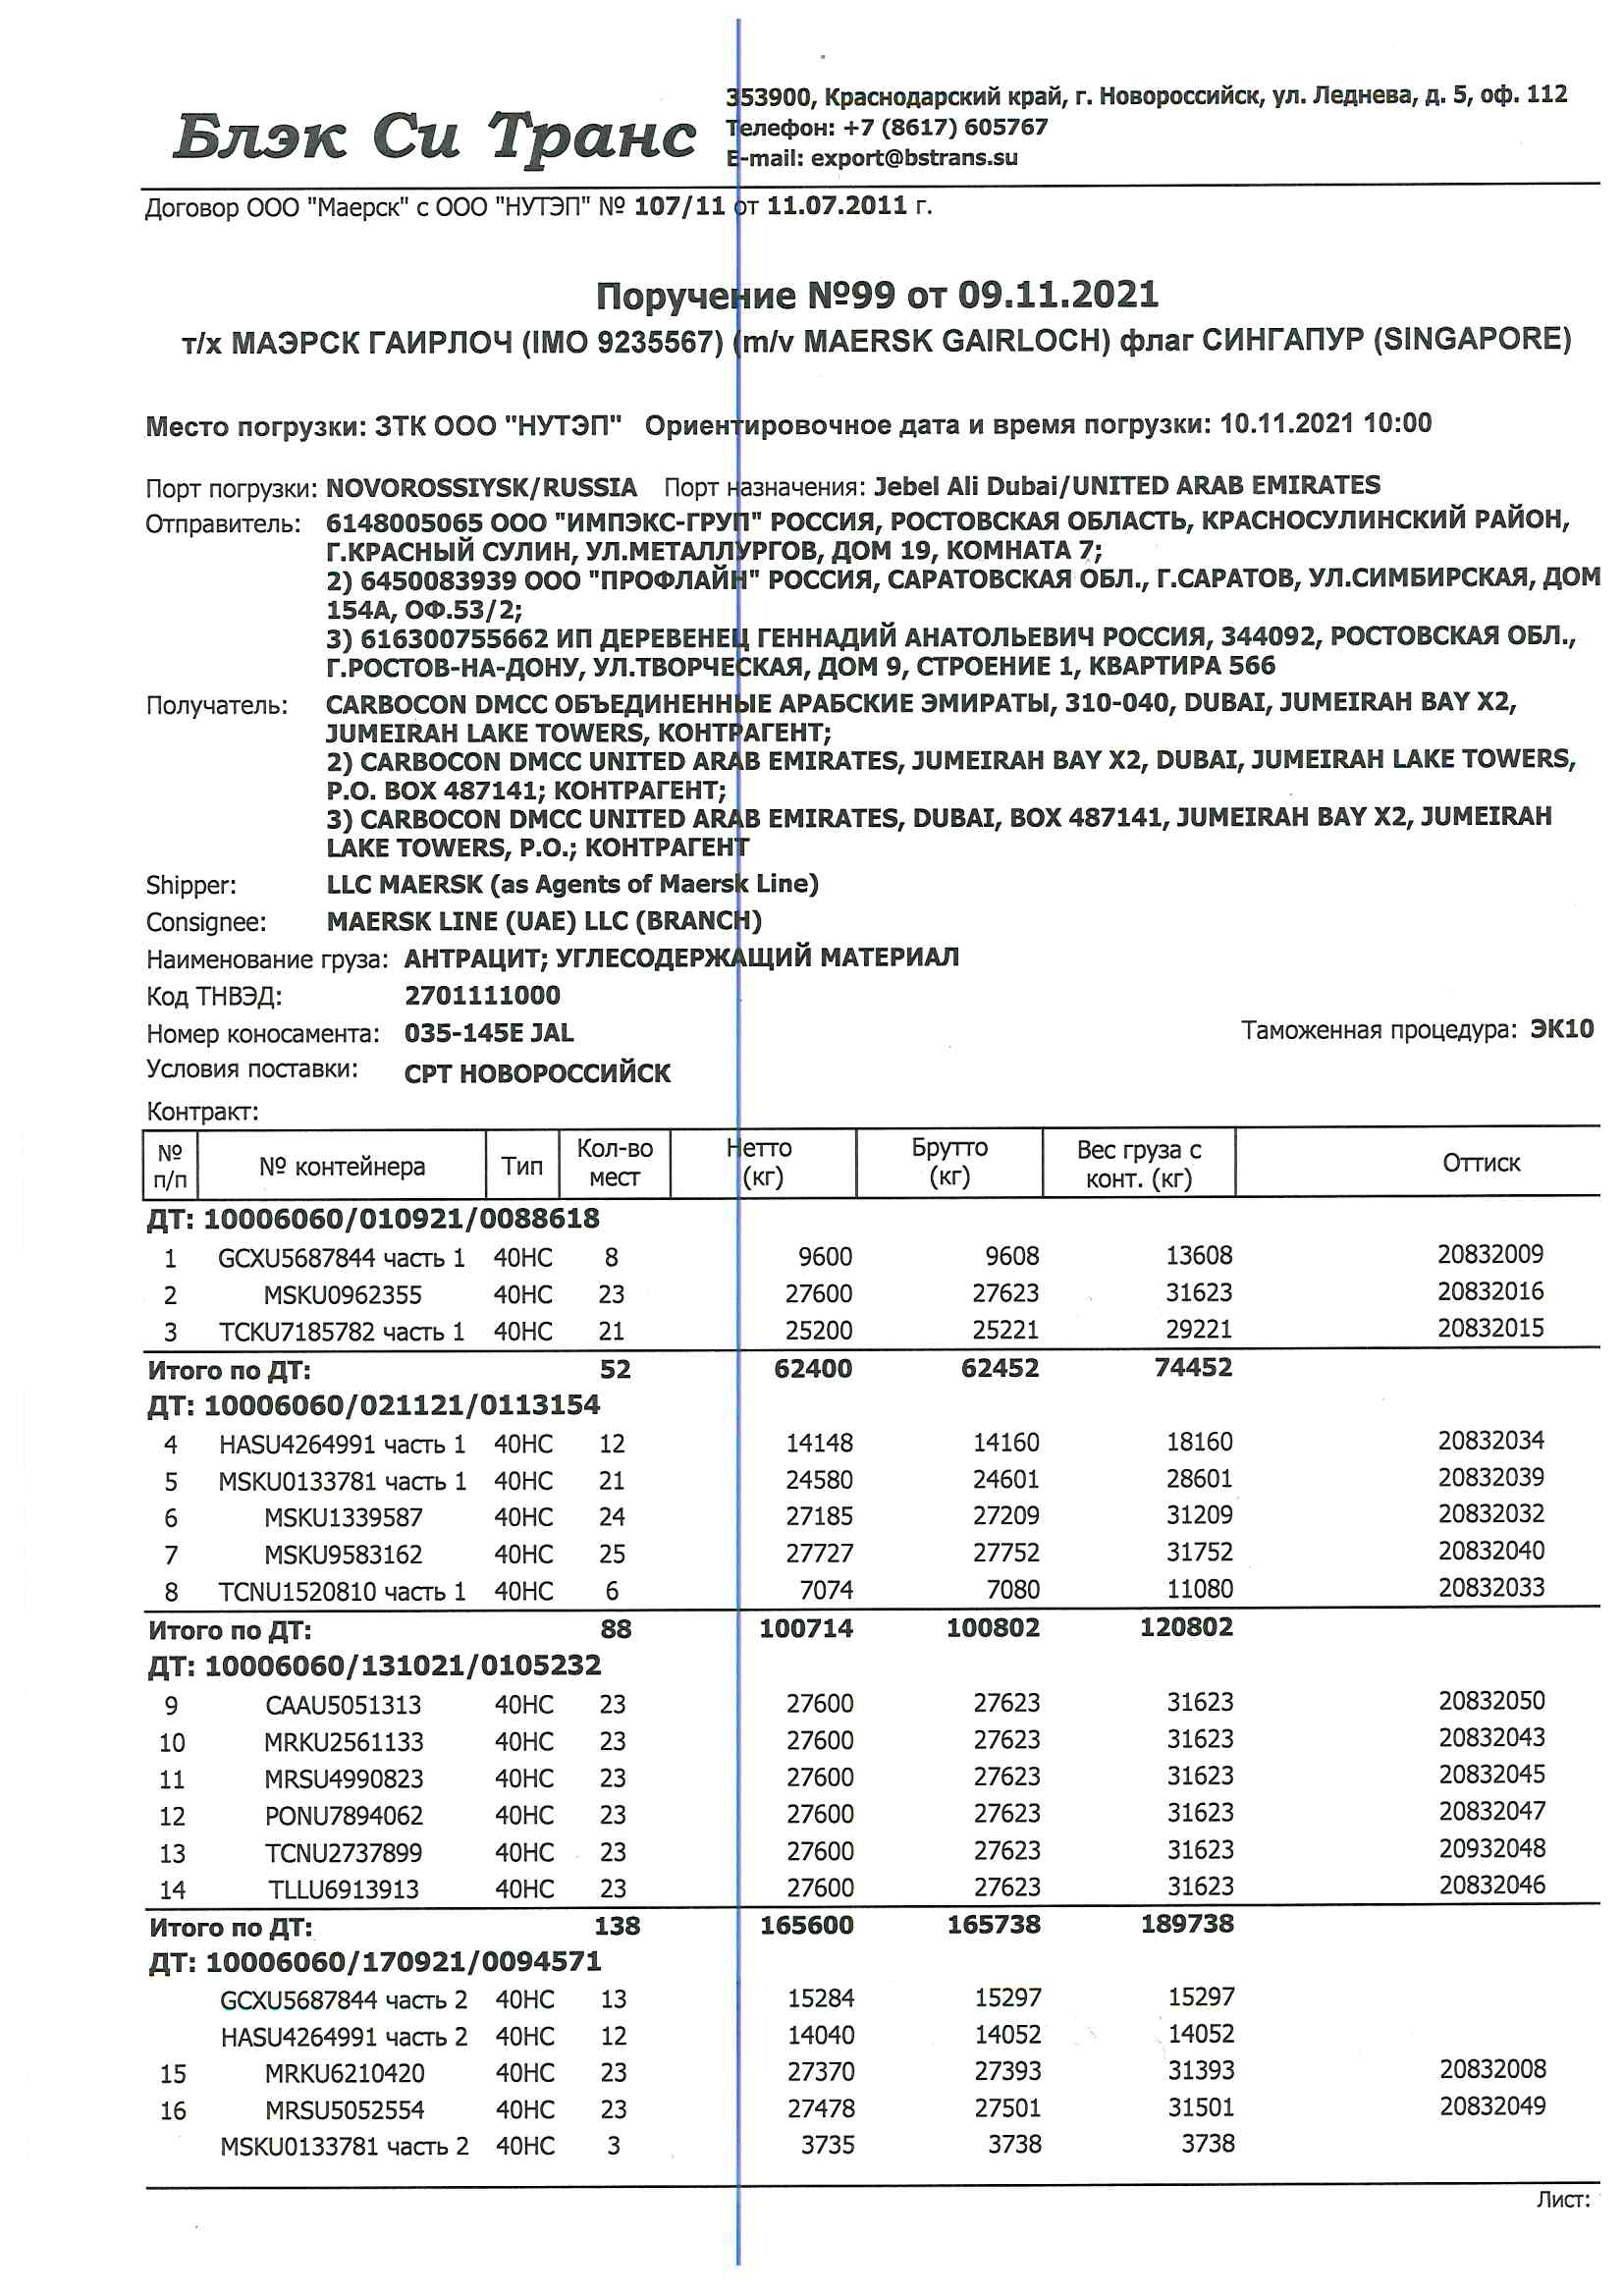 Блэк Си Транс
353900, Краснодарский край, г. Новороссийск, ул. Леднева, д. 5, оф. 112
Телефон: +7 (8617) 605767
E-mail: export@bstrans.su
Договор ООО "Маерск" с ООО "НУТЭП" № 107/11 от 11.07.2011 г.
Поручение №99 от 09.11.2021
т/х МАЭРСК ГАИРЛОЧ (IMO 9235567) (m/v MAERSK GAIRLOCH) флаг СИНГАПУР (SINGAPORE)
Место погрузки: ЗТК ООО "НУТЭП" Ориентировочное дата и время погрузки: 10.11.2021 10:00
Порт погрузки: NOVOROSSIYSK/RUSSIA Порт назначения: Jebel Ali Dubai/UNITED ARAB EMIRATES
Отправитель: 6148005065 ООО "ИМПЭКС-ГРУП" РОССИЯ, РОСТОВСКАЯ ОБЛАСТЬ, КРАСНОСУЛИНСКИЙ РАЙОН,
Г.КРАСНЫЙ СУЛИН, УЛ.МЕТАЛЛУРГОВ, ДОМ 19, КОМНАТА 7;
2) 6450083939 ООО "ПРОФЛАЙН" РОССИЯ, САРАТОВСКАЯ ОБЛ., Г.САРАТОВ, УЛ.СИМБИРСКАЯ, ДОМ
154А, ОФ.53/2;
3) 616300755662 ИП ДЕРЕВЕНЕЦ ГЕННАДИЙ АНАТОЛЬЕВИЧ РОССИЯ, 344092, РОСТОВСКАЯ ОБЛ.,
Г.РОСТОВ-НА-ДОНУ, УЛ.ТВОРЧЕСКАЯ, ДОМ 9, СТРОЕНИЕ 1, КВАРТИРА 566
Получатель: CARBOCON DMCC ОБЪЕДИНЕННЫЕ АРАБСКИЕ ЭМИРАТЫ, 310-040, DUBAI, JUMEIRAH BAY X2,
JUMEIRAH LAKE TOWERS, КОНТРАГЕНТ;
2) CARBOCON DMCC UNITED ARAB EMIRATES, JUMEIRAH BAY X2, DUBAI, JUMEIRAH LAKE TOWERS,
P.O. BOX 487141; КОНТРАГЕНТ;
3) CARBOCON DMCC UNITED ARAB EMIRATES, DUBAI, BOX 487141, JUMEIRAH BAY X2, JUMEIRAH
LAKE TOWERS, P.O.; КОНТРАГЕНТ
Shipper: LLC MAERSK (as Agents of Maersk Line)
Consignee: MAERSK LINE (UAE) LLC (BRANCH)
Наименование груза: АНТРАЦИТ; УГЛЕСОДЕРЖАЩИЙ МАТЕРИАЛ
Код ТНВЭД: 2701111000
Номер коносамента: 035-145E JAL Таможенная процедура: ЭК10
Условия поставки: CPT НОВОРОССИЙСК
Контракт:
№ п/п № контейнера Тип Кол-во мест Нетто (кг) Брутто (кг) Вес груза с конт. (кг) Оттиск
ДТ: 10006060/010921/0088618
1 GCXU5687844 часть 1 40HC 8 9600 9608 13608 20832009
2 MSKU0962355 40HC 23 27600 27623 31623 20832016
3 TCKU7185782 часть 1 40HC 21 25200 25221 29221 20832015
Итого по ДТ: 52 62400 62452 74452
ДТ: 10006060/021121/0113154
4 HASU4264991 часть 1 40HC 12 14148 14160 18160 20832034
5 MSKU0133781 часть 1 40HC 21 24580 24601 28601 20832039
6 MSKU1339587 40HC 24 27185 27209 31209 20832032
7 MSKU9583162 40HC 25 27727 27752 31752 20832040
8 TCNU1520810 часть 1 40HC 6 7074 7080 11080 20832033
Итого по ДТ: 88 100714 100802 120802
ДТ: 10006060/131021/0105232
9 CAAU5051313 40HC 23 27600 27623 31623 20832050
10 MRKU2561133 40HC 23 27600 27623 31623 20832043
11 MRSU4990823 40HC 23 27600 27623 31623 20832045
12 PONU7894062 40HC 23 27600 27623 31623 20832047
13 TCNU2737899 40HC 23 27600 27623 31623 20932048
14 TLLU6913913 40HC 23 27600 27623 31623 20832046
Итого по ДТ: 138 165600 165738 189738
ДТ: 10006060/170921/0094571
GCXU5687844 часть 2 40HC 13 15284 15297 15297
HASU4264991 часть 2 40HC 12 14040 14052 14052
15 MRKU6210420 40HC 23 27370 27393 31393 20832008
16 MRSU5052554 40HC 23 27478 27501 31501 20832049
MSKU0133781 часть 2 40HC 3 3735 3738 3738
Лист: